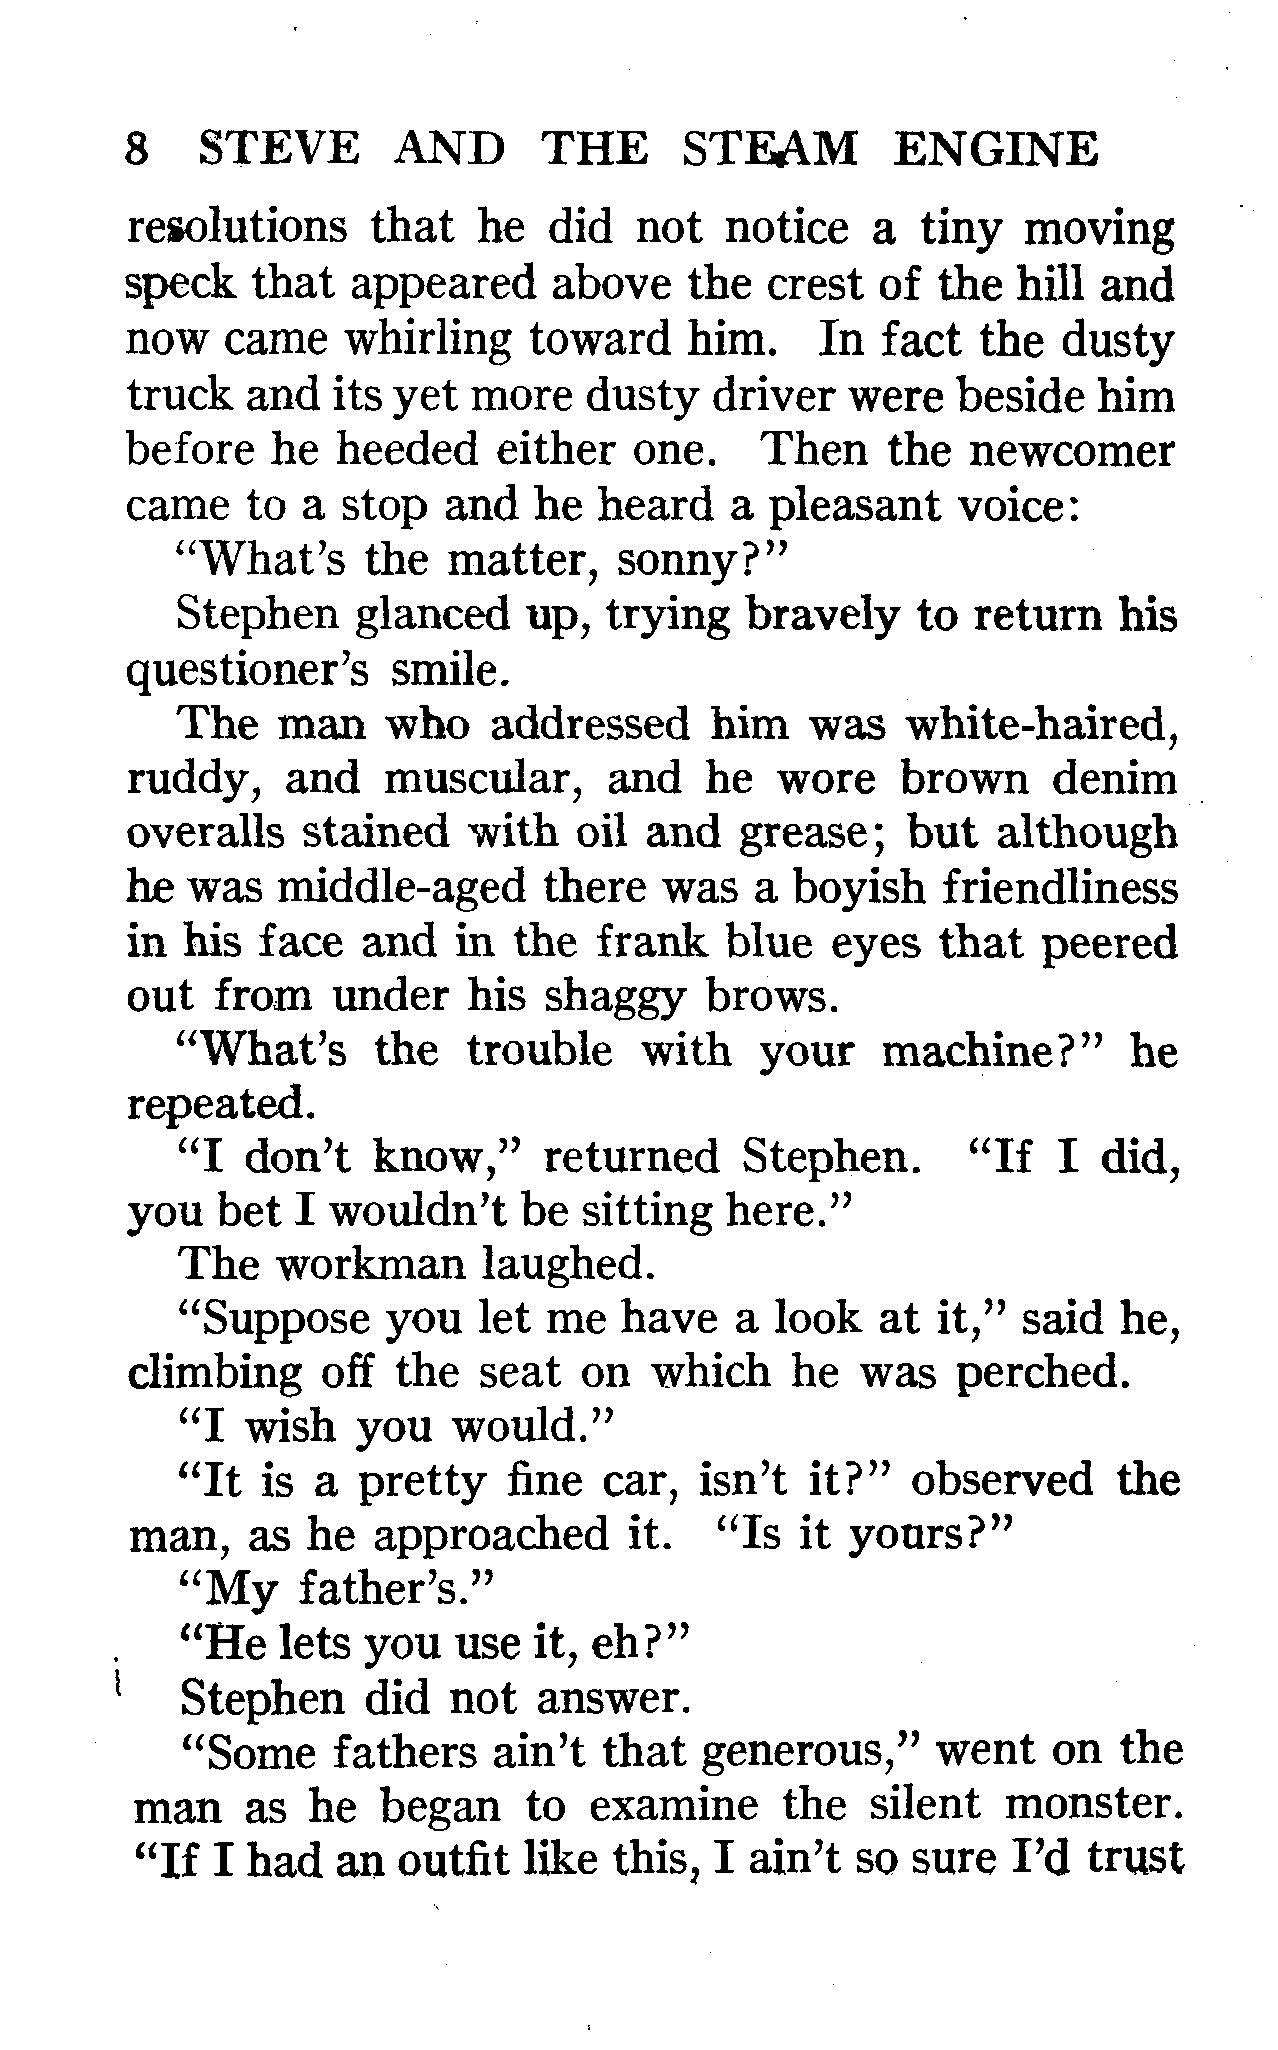 8 STEVE AND THE STEAM ENGINE
resolutions that he did not notice a tiny moving
speck that appeared above the crest of the hill and
now came whirling toward him. In fact the dusty
truck and its yet more dusty driver were beside him
before he heeded either one. Then the newcomer
came to a stop and he heard a pleasant voice:
“What’s the matter, sonny?”
Stephen glanced up, trying bravely to return his
questioner’s smile.
The man who addressed him was white-haired,
ruddy, and muscular, and he wore brown denim
overalls stained with oil and grease; but although
he was middle-aged there was a boyish friendliness
in his face and in the frank blue eyes that peered
out from under his shaggy brows.
“What’s the trouble with your machine?” he
repeated.
“I don’t know,” returned Stephen. “If I did,
you bet I wouldn’t be sitting here.”
The workman laughed.
“Suppose you let me have a look at it,” said he,
climbing off the seat on which he was perched.
“I wish you would.”
“It is a pretty fine car, isn’t it?” observed the
man, as he approached it. “Is it yours?”
“My father’s.”
“He lets you use it, eh?”
Stephen did not answer.
“Some fathers ain’t that generous,” went on the
man as he began to examine the silent monster.
“If I had an outfit like this, I ain’t so sure I’d trust